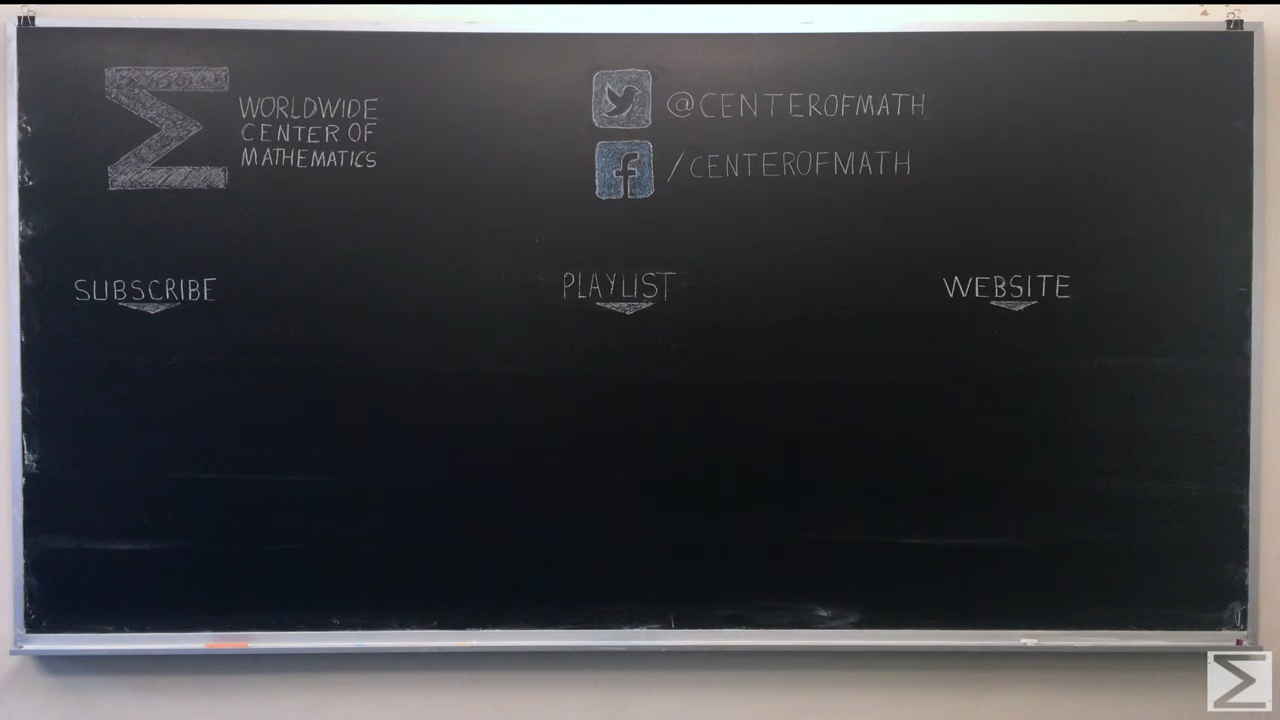 WORLDWIDE
CENTER OF
MATHEMATICS
@CENTEROFMATH
/CENTEROFMATH
SUBSCRIBE
PLAYLIST
WEBSITE